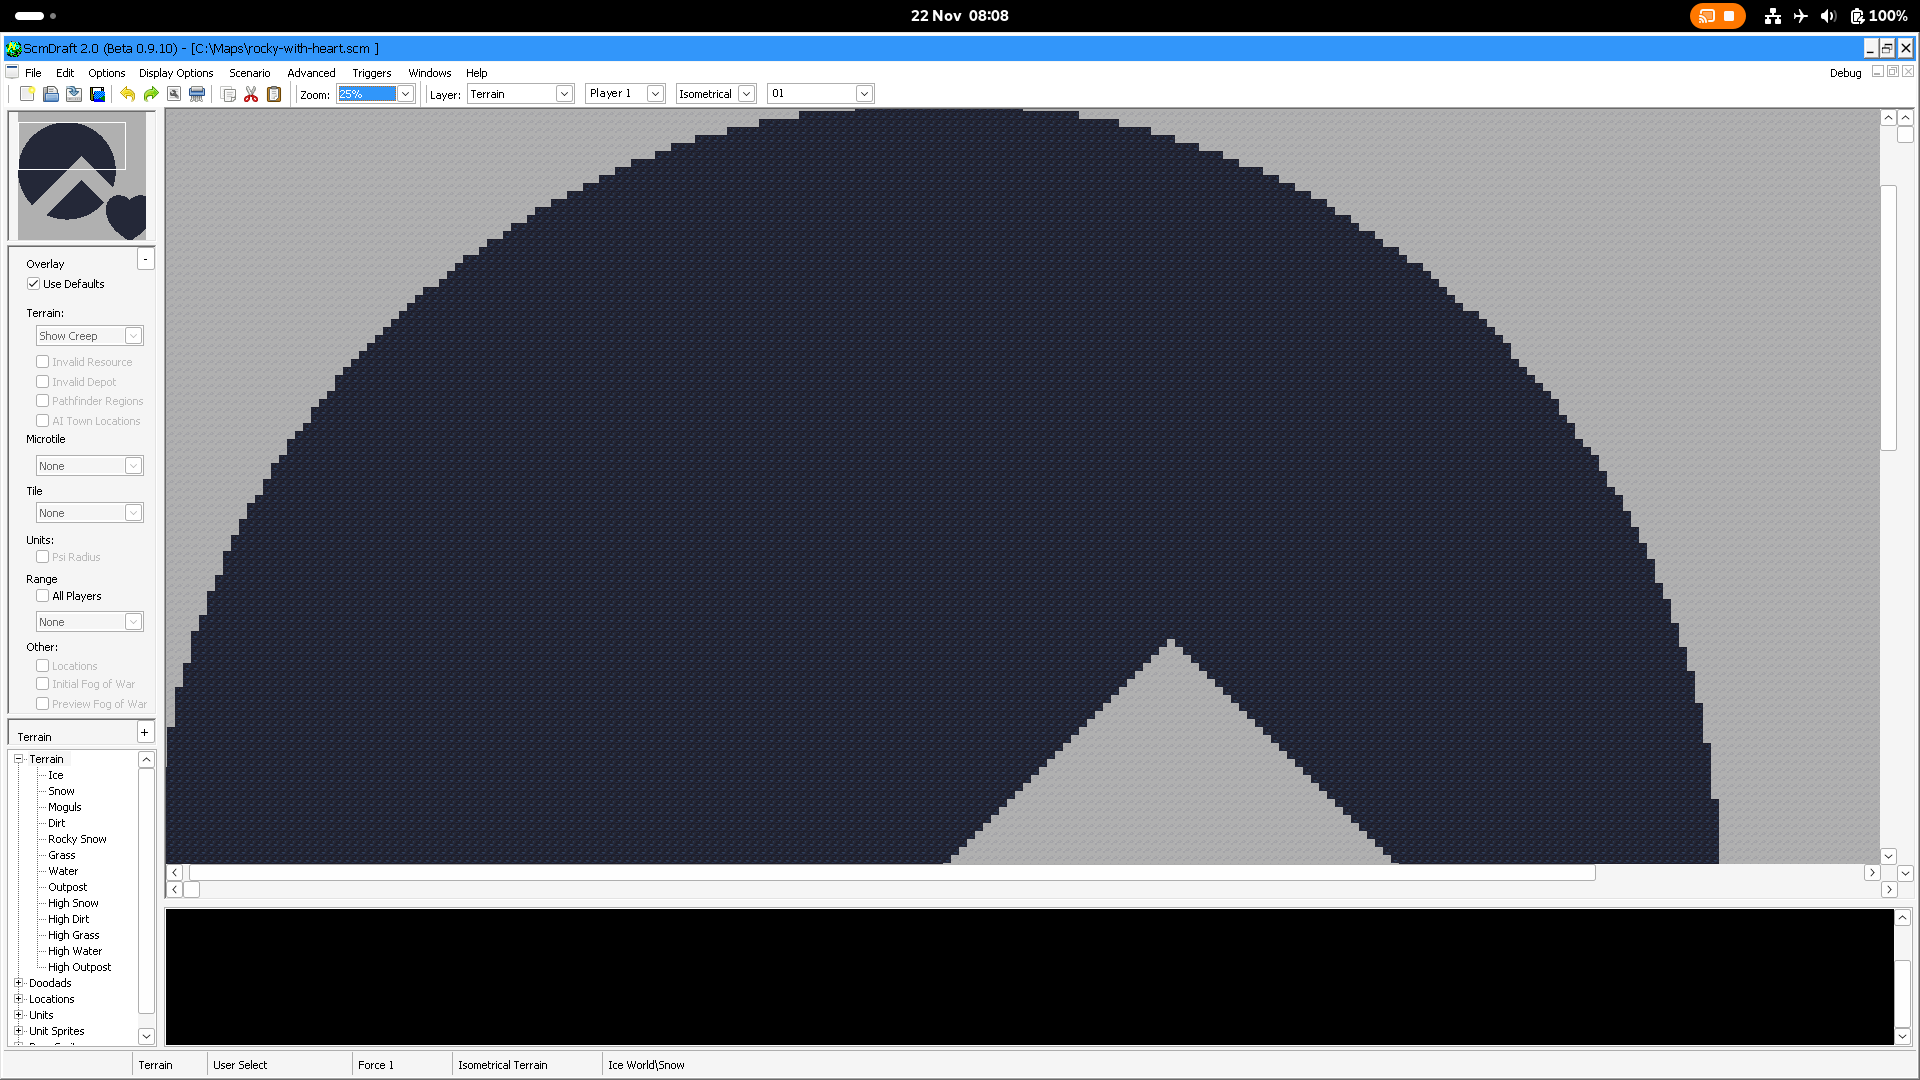 22 Nov 08:08
100%
ScmDraft 2.0 (Beta 0.9.10) - [C:\Maps\rocky-with-heart.scm ]
File Edit Options Display Options Scenario Advanced Triggers Windows Help Debug
Zoom: 25% Layer: Terrain Player 1 Isometrical 01
Overlay
-
Use Defaults
Terrain:
Show Creep
Invalid Resource
Invalid Depot
Pathfinder Regions
AI Town Locations
Microtile
None
Tile
None
Units:
Psi Radius
Range
All Players
None
Other:
Locations
Initial Fog of War
Preview Fog of War
Terrain
+
Terrain
Ice
Snow
Moguls
Dirt
Rocky Snow
Grass
Water
Outpost
High Snow
High Dirt
High Grass
High Water
High Outpost
Doodads
Locations
Units
Unit Sprites
Terrain User Select Force 1 Isometrical Terrain Ice World\Snow